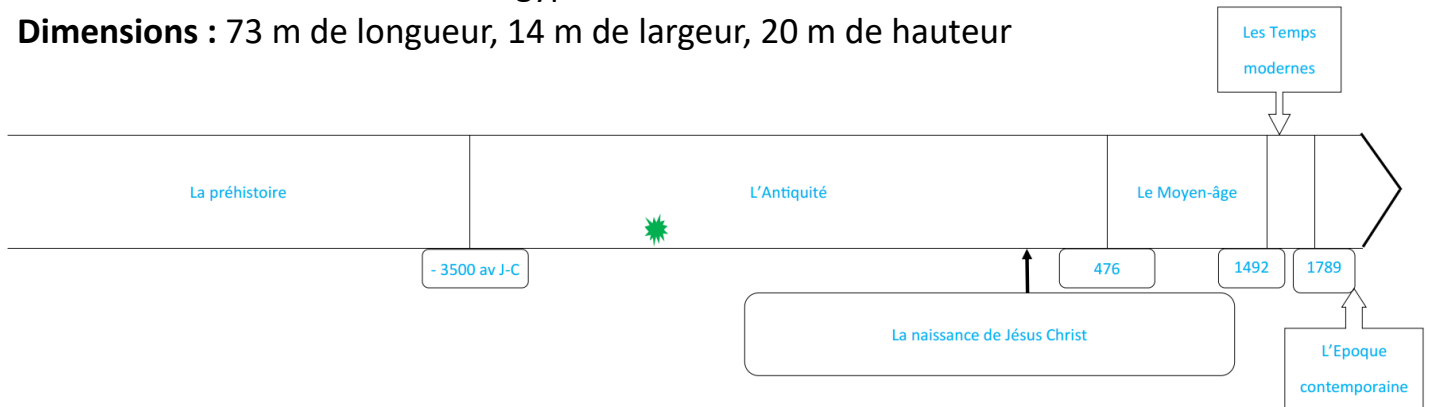 Dimensions : 73 m de longueur, 14 m de largeur, 20 m de hauteur
Les Temps
modernes
La préhistoire
L'Antiquité
Le Moyen-âge
- 3500 av J-C
476
1492
1789
La naissance de Jésus Christ
L'Epoque
contemporaine